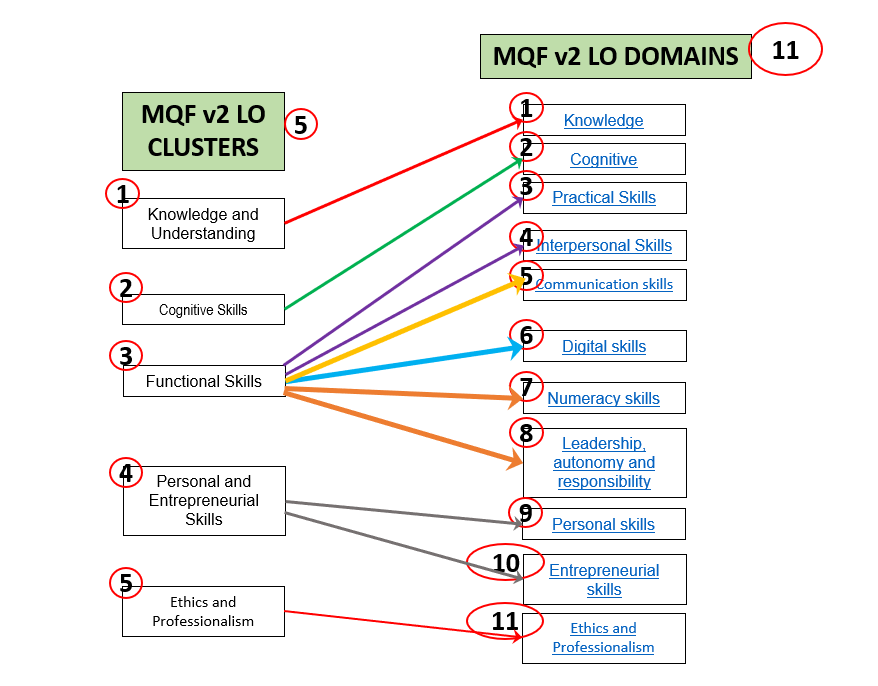 MQF v2 LO DOMAINS
11
MQF v2 LO
CLUSTERS
5
1
Knowledge and
Understanding
2
Cognitive Skills
3
Functional Skills
4
Personal and
Entrepreneurial
Skills
5
Ethics and
Professionalism
1
Knowledge
2
Cognitive
3
Practical Skills
4
Interpersonal Skills
5
Communication skills
6
Digital skills
7
Numeracy skills
8
Leadership,
autonomy and
responsibility
9
Personal skills
10
Entrepreneurial
skills
11
Ethics and
Professionalism